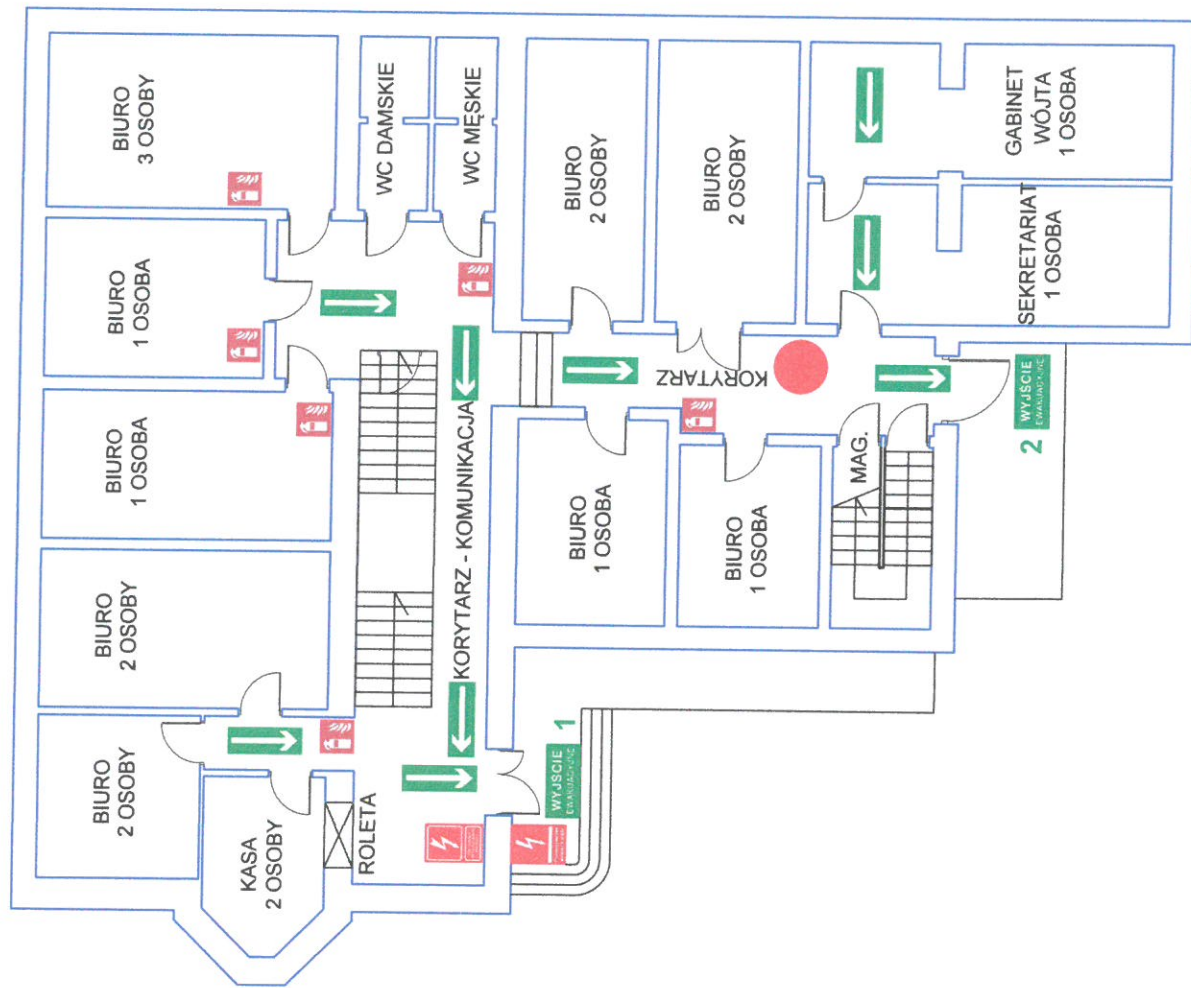 BIURO
3 OSOBY
WC DAMSKIE
WC MĘSKIE
BIURO
2 OSOBY
BIURO
2 OSOBY
GABINET
WÓJTA
1 OSOBA
SEKRETARIAT
1 OSOBA
BIURO
1 OSOBA
BIURO
1 OSOBA
KORYTARZ - KOMUNIKACJA
KORYTARZ
BIURO
1 OSOBA
BIURO
1 OSOBA
MAG.
2
WYJŚCIE
EWAKUACYJNE
BIURO
2 OSOBY
BIURO
2 OSOBY
KASA
2 OSOBY
ROLETA
1
WYJŚCIE
EWAKUACYJNE